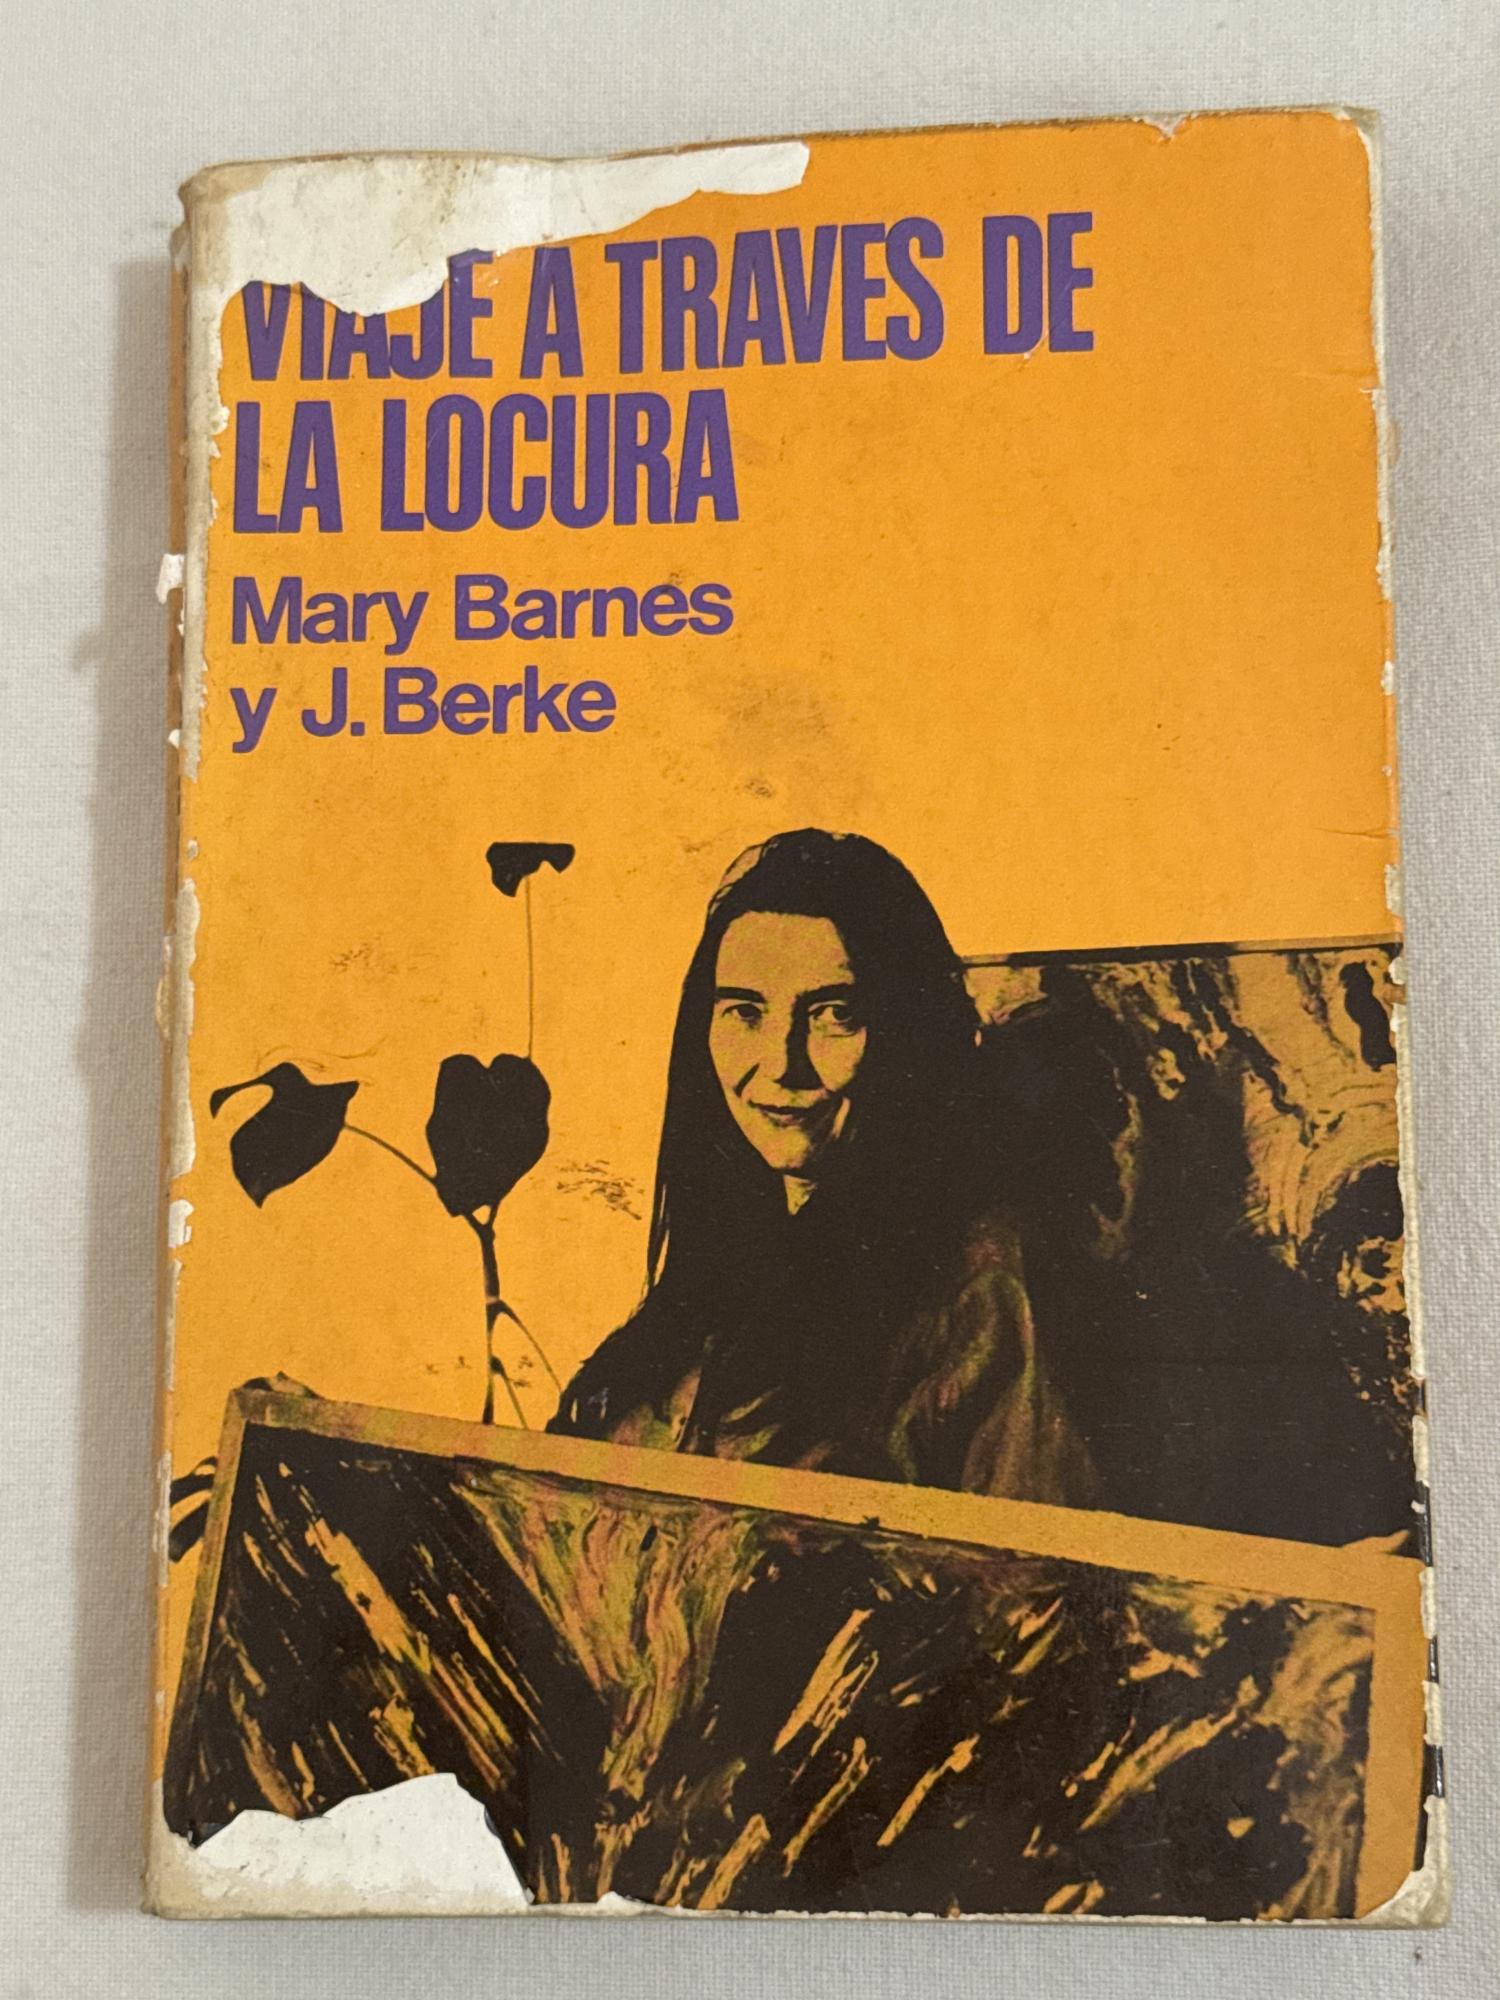 VIAJE A TRAVES DE
LA LOCURA
Mary Barnes
y J. Berke